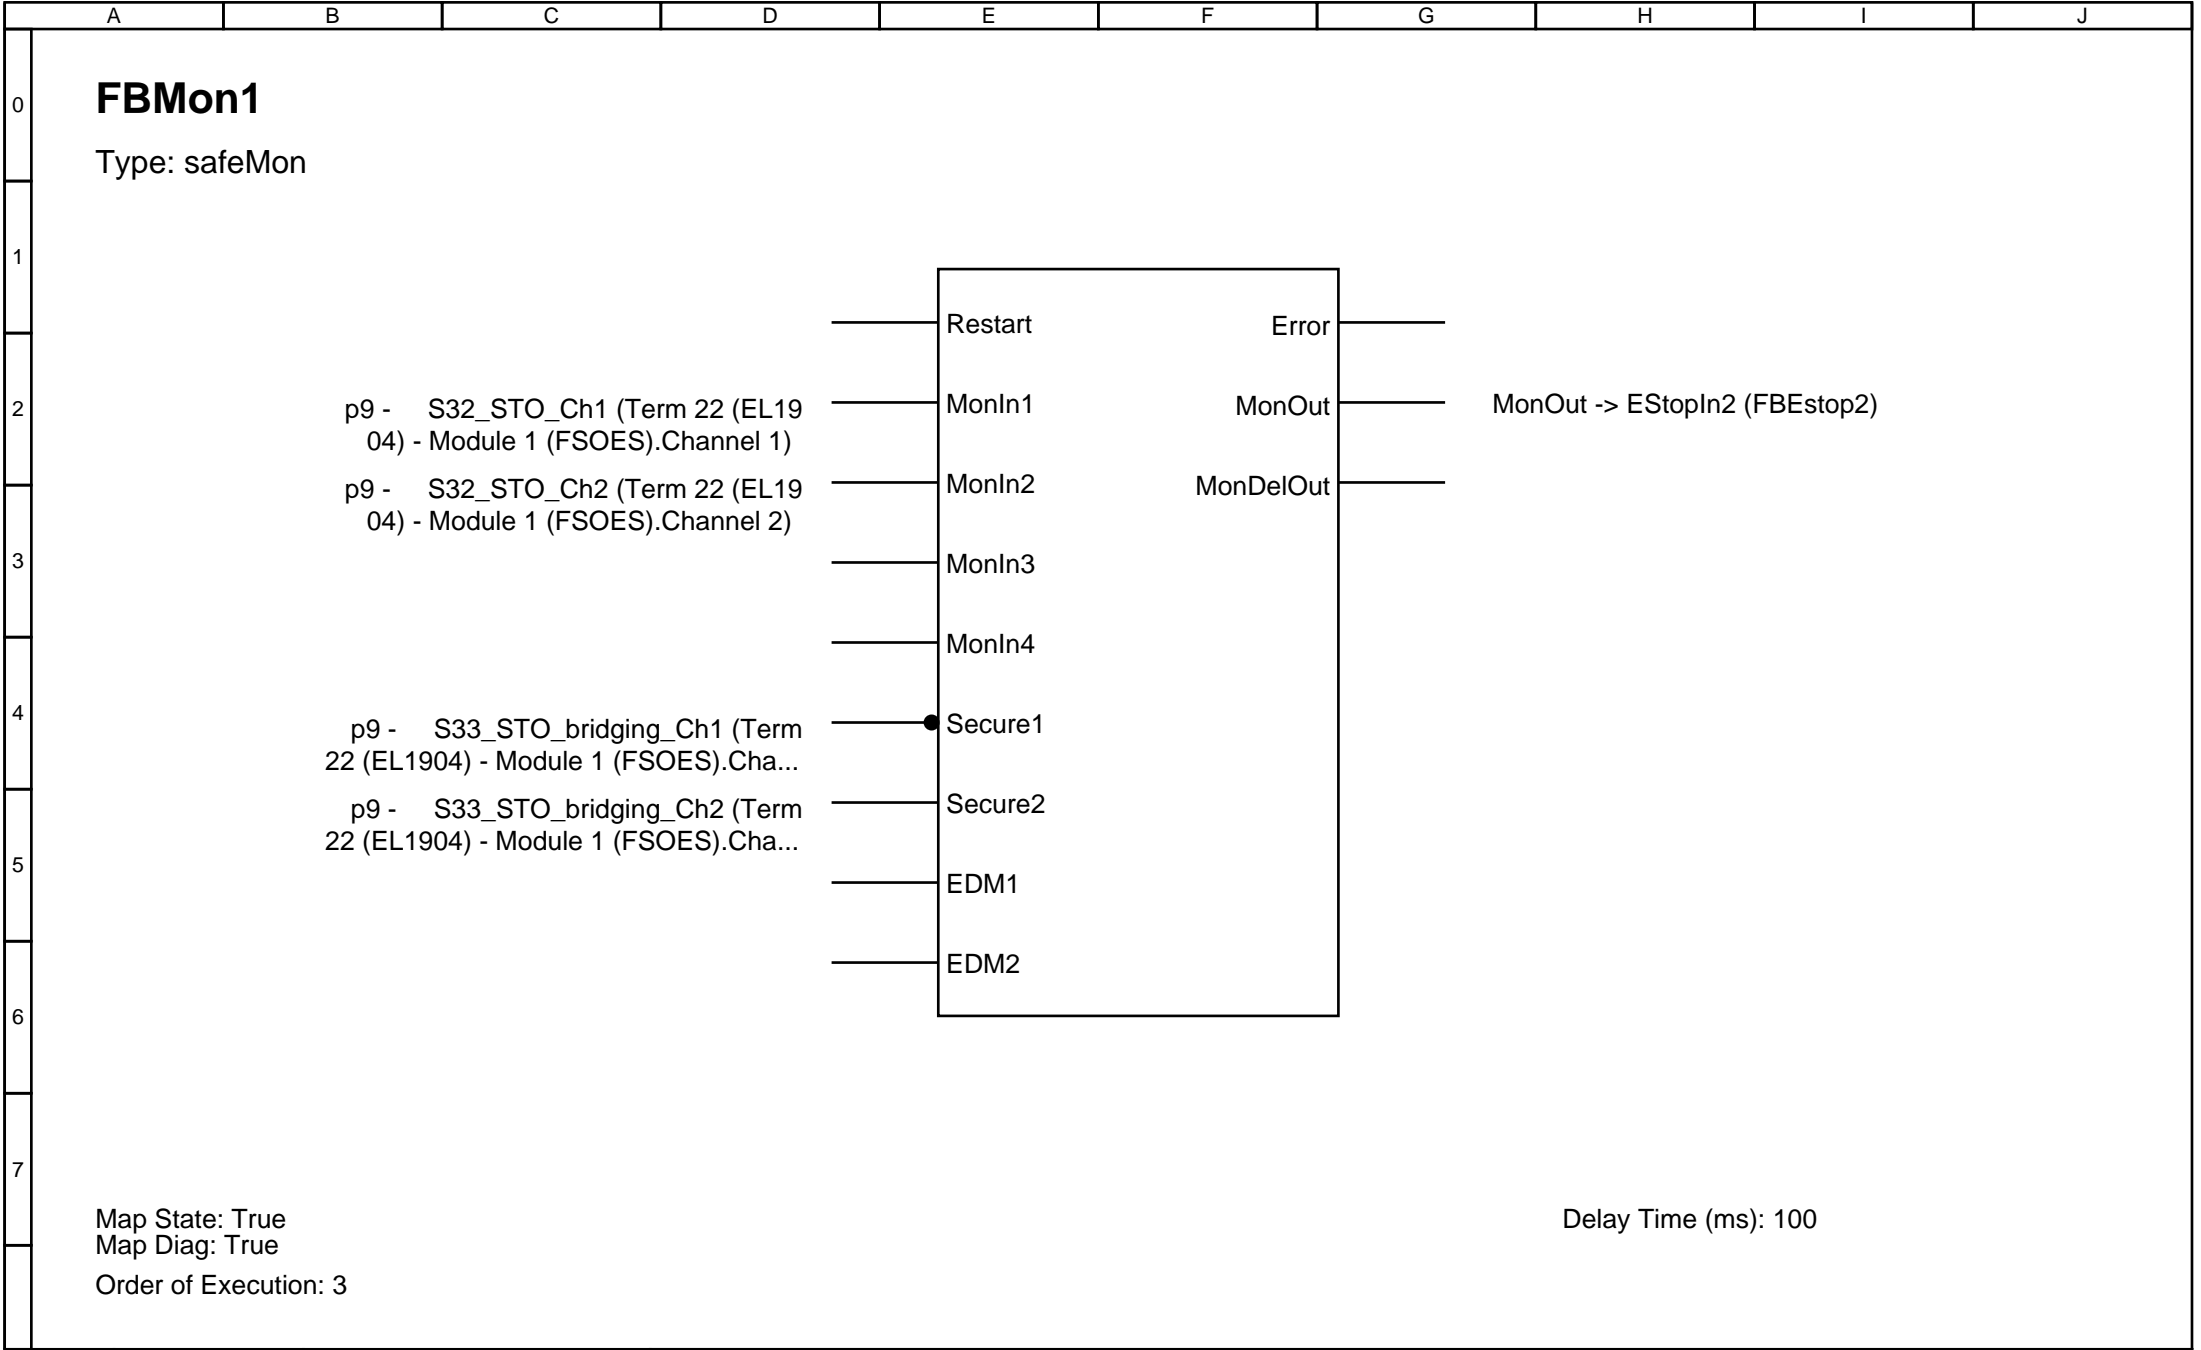 A B C D E F G H I J
0
FBMon1
Type: safeMon
1
Restart
Error
2
p9 - S32_STO_Ch1 (Term 22 (EL19
04) - Module 1 (FSOES).Channel 1)
MonIn1
MonOut
MonOut -> EStopIn2 (FBEstop2)
p9 - S32_STO_Ch2 (Term 22 (EL19
04) - Module 1 (FSOES).Channel 2)
MonIn2
MonDelOut
3
MonIn3
MonIn4
4
p9 - S33_STO_bridging_Ch1 (Term
22 (EL1904) - Module 1 (FSOES).Cha...
Secure1
p9 - S33_STO_bridging_Ch2 (Term
22 (EL1904) - Module 1 (FSOES).Cha...
Secure2
5
EDM1
EDM2
6
7
Map State: True
Map Diag: True
Order of Execution: 3
Delay Time (ms): 100